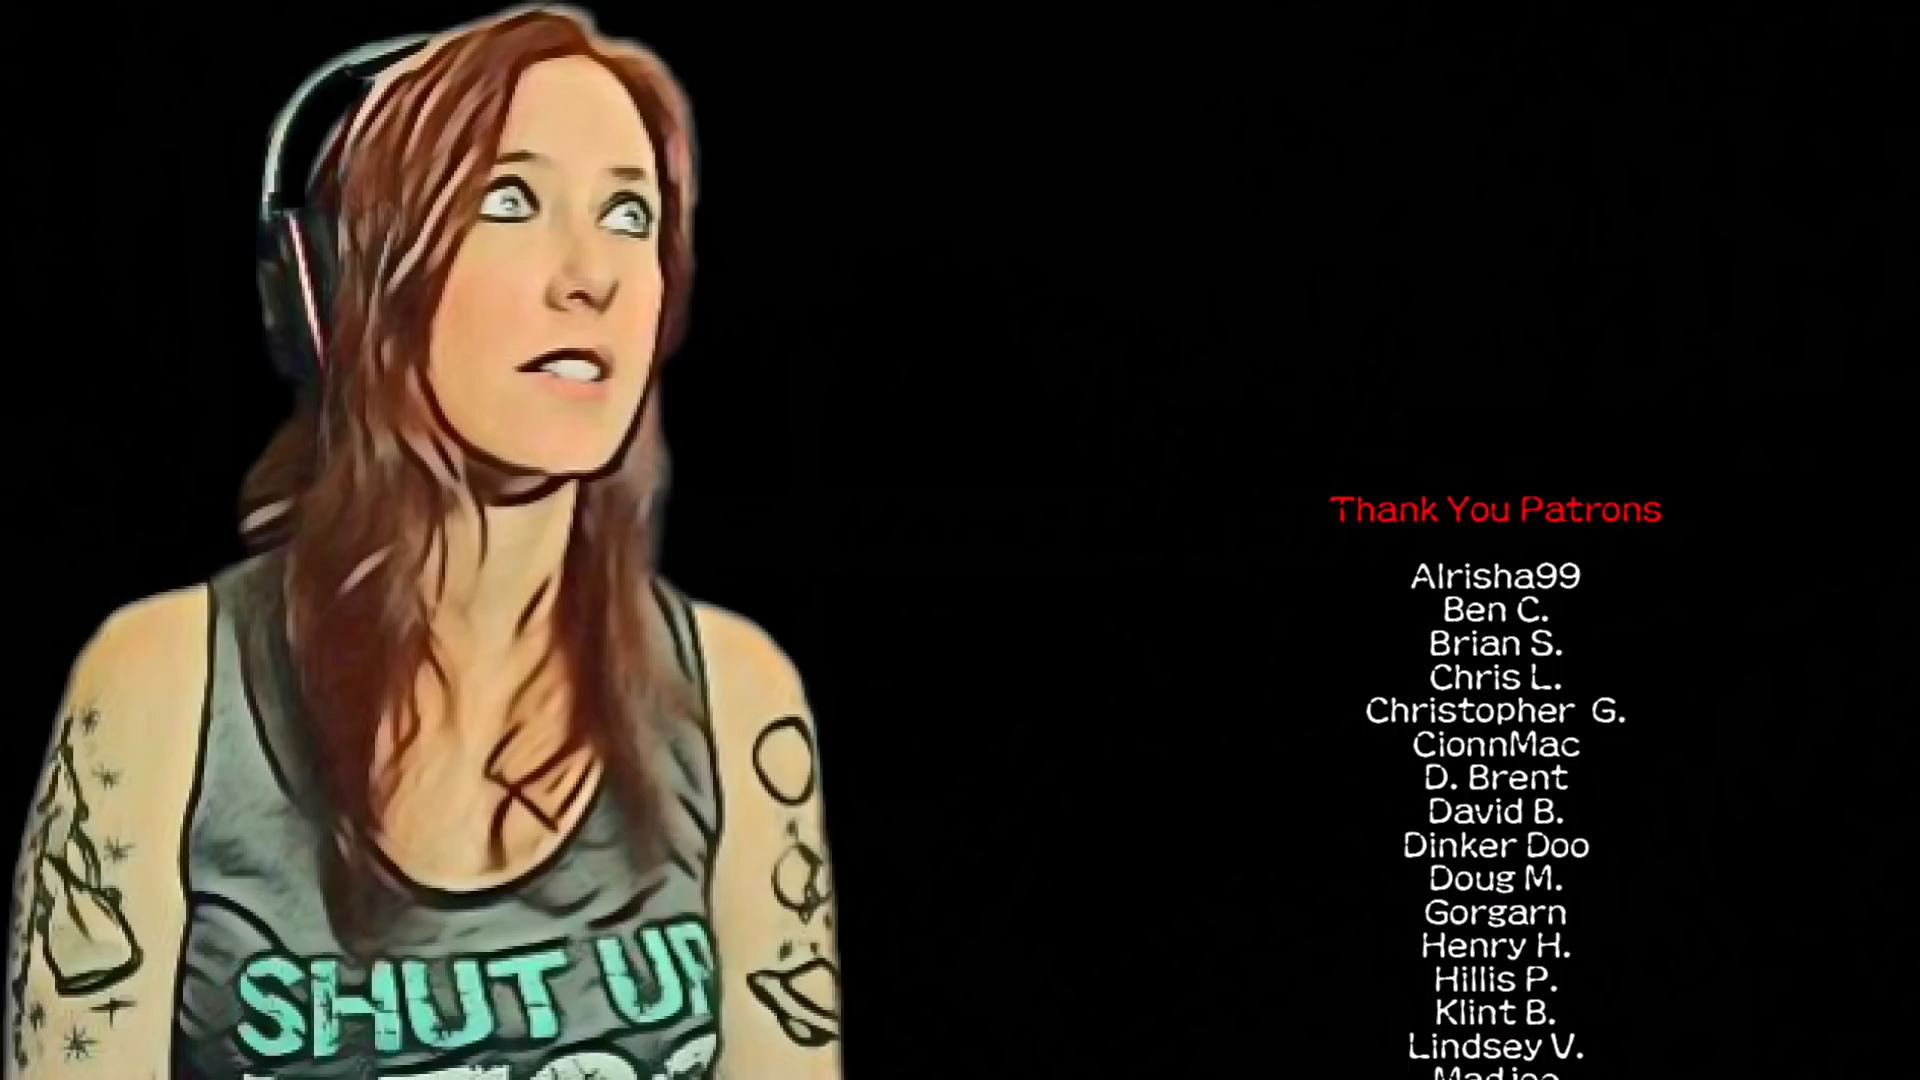 SHUT UP
Thank You Patrons
Alrisha99
Ben C.
Brian S.
Chris L.
Christopher G.
CionnMac
D. Brent
David B.
Dinker Doo
Doug M.
Gorgarn
Henry H.
Hillis P.
Klint B.
Lindsey V.